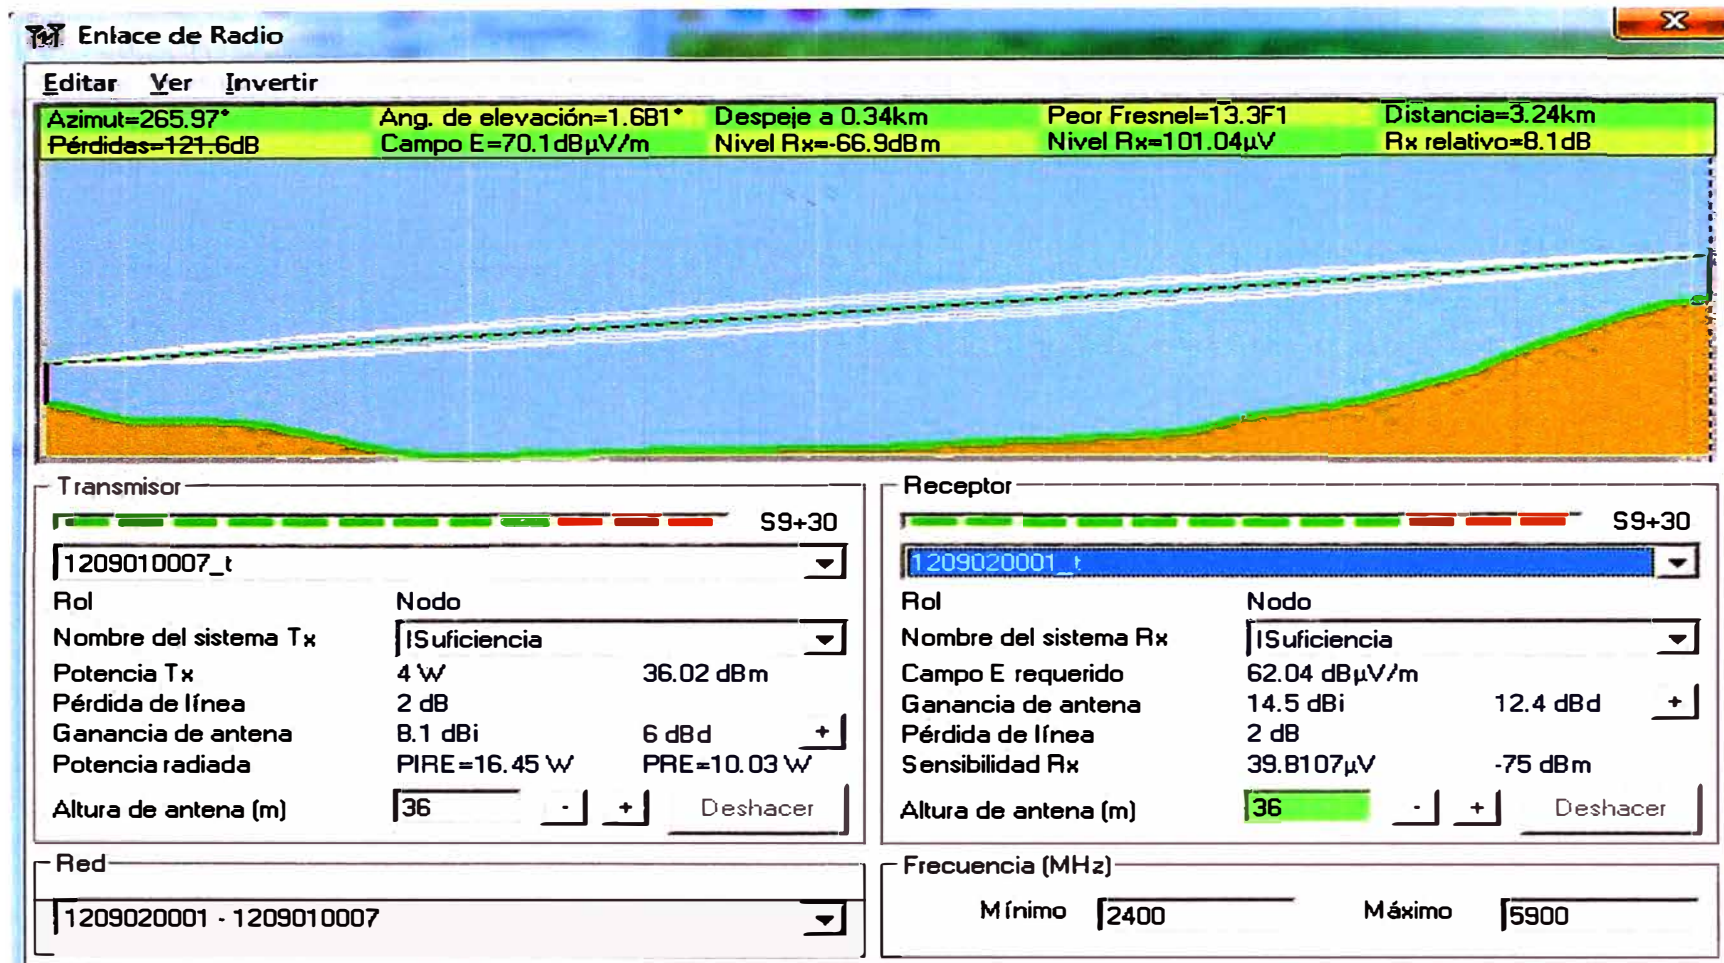 Enlace de Radio
Editar Ver Invertir
Azimut=265.97° Ang. de elevación=1.681° Despeje a 0.34km Peor Fresnel=13.3F1 Distancia=3.24km
Pérdidas=121.6dB Campo E=70.1dBμV/m Nivel Rx=-66.9dBm Nivel Rx=101.04μV Rx relativo=8.1dB
Transmisor Receptor
S9+30 S9+30
1209010007_t 1209020001_t
Rol Nodo Rol Nodo
Nombre del sistema Tx ISuficiencia Nombre del sistema Rx ISuficiencia
Potencia Tx 4 W 36.02 dBm Campo E requerido 62.04 dBμV/m
Pérdida de línea 2 dB Ganancia de antena 14.5 dBi 12.4 dBd +
Ganancia de antena 8.1 dBi 6 dBd + Pérdida de línea 2 dB
Potencia radiada PIRE=16.45 W PRE=10.03 W Sensibilidad Rx 39.8107μV -75 dBm
Altura de antena (m) 36 - + Deshacer Altura de antena (m) 36 - + Deshacer
Red Frecuencia (MHz)
1209020001 - 1209010007 Mínimo 2400 Máximo 5900